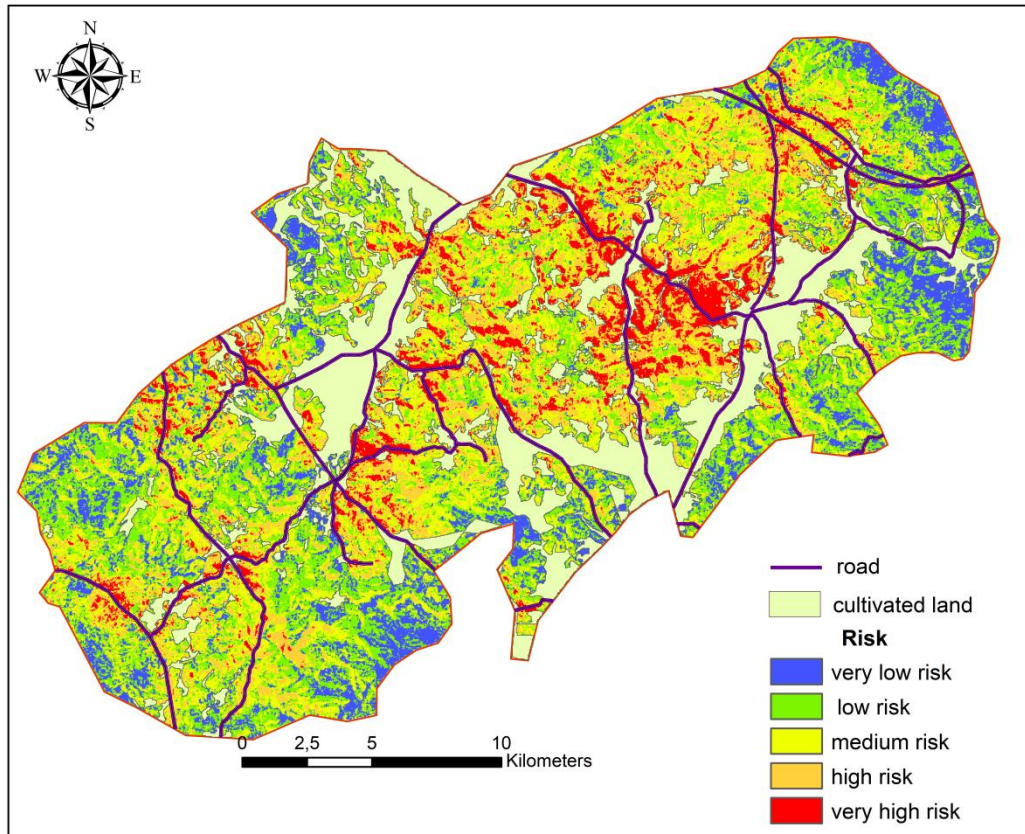 N
W E
S
road
cultivated land
Risk
very low risk
low risk
medium risk
high risk
very high risk
0 2,5 5 10
Kilometers